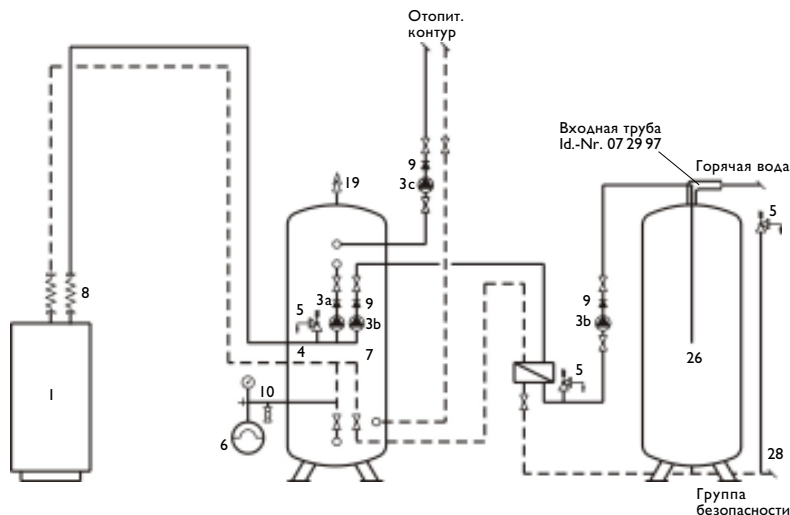 Отопит.
контур
Входная труба
Id.-Nr. 07 29 97
Горячая вода
9
3c
19
5
8
3a
9
5
3b
9
3b
4
7
26
5
1
10
6
28
Группа
безопасности